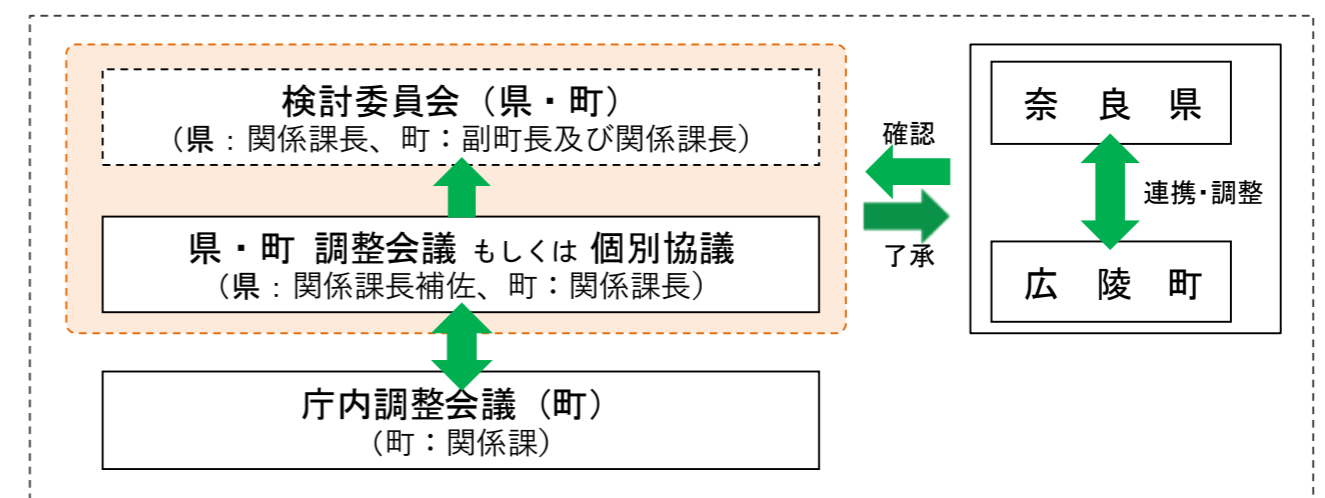 検討委員会（県・町）
（県：関係課長、町：副町長及び関係課長）
県・町 調整会議 もしくは 個別協議
（県：関係課長補佐、町：関係課長）
庁内調整会議（町）
（町：関係課）
確認
了承
奈 良 県
連携・調整
広 陵 町